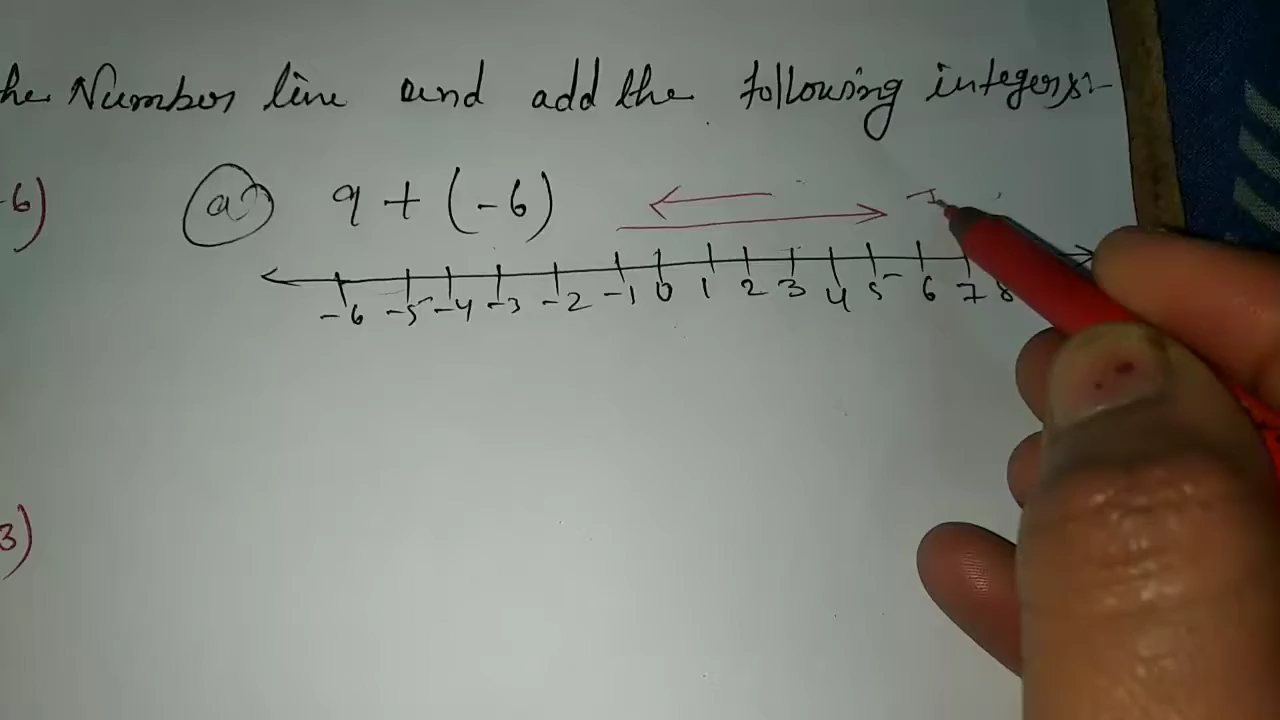 he Number line and add the following integers:-
-6) (a) 9 + (-6)
-6 -5 -4 -3 -2 -1 0 1 2 3 4 5 6 7 8
3)